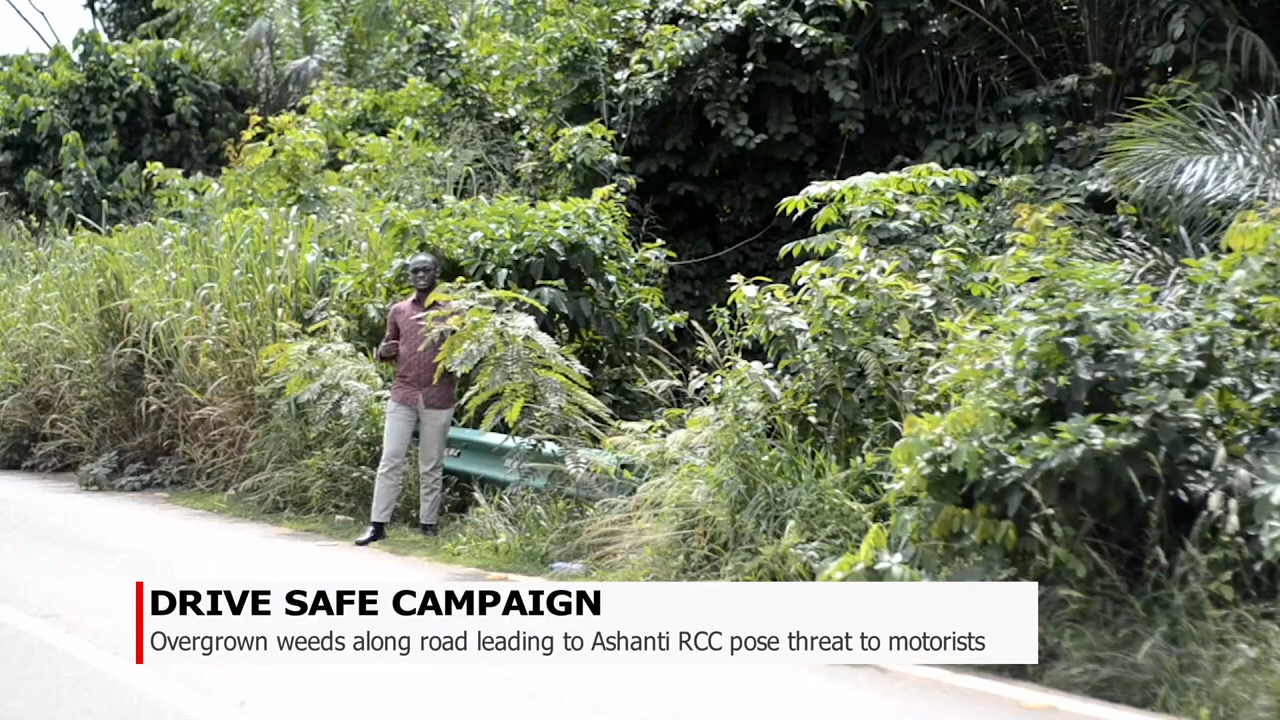 DRIVE SAFE CAMPAIGN
Overgrown weeds along road leading to Ashanti RCC pose threat to motorists